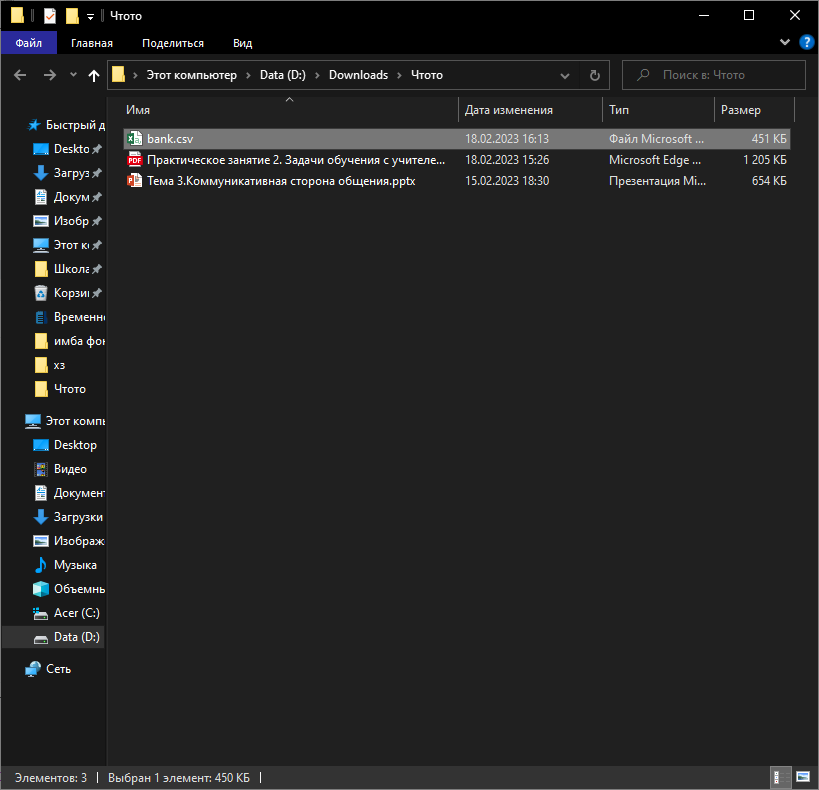 Чтото
Файл Главная Поделиться Вид
Этот компьютер Data (D:) Downloads Чтото
Поиск в: Чтото
Имя Дата изменения Тип Размер
bank.csv 18.02.2023 16:13 Файл Microsoft ... 451 КБ
Практическое занятие 2. Задачи обучения с учителе... 18.02.2023 15:26 Microsoft Edge ... 1 205 КБ
Тема 3.Коммуникативная сторона общения.pptx 15.02.2023 18:30 Презентация Mi... 654 КБ
Быстрый д
Deskto
Загруз
Докум
Изобр
Этот к
Школа
Корзи
Временн
имба фон
хз
Чтото
Этот компь
Desktop
Видео
Документ
Загрузки
Изображ
Музыка
Объемны
Acer (C:)
Data (D:)
Сеть
Элементов: 3 Выбран 1 элемент: 450 КБ